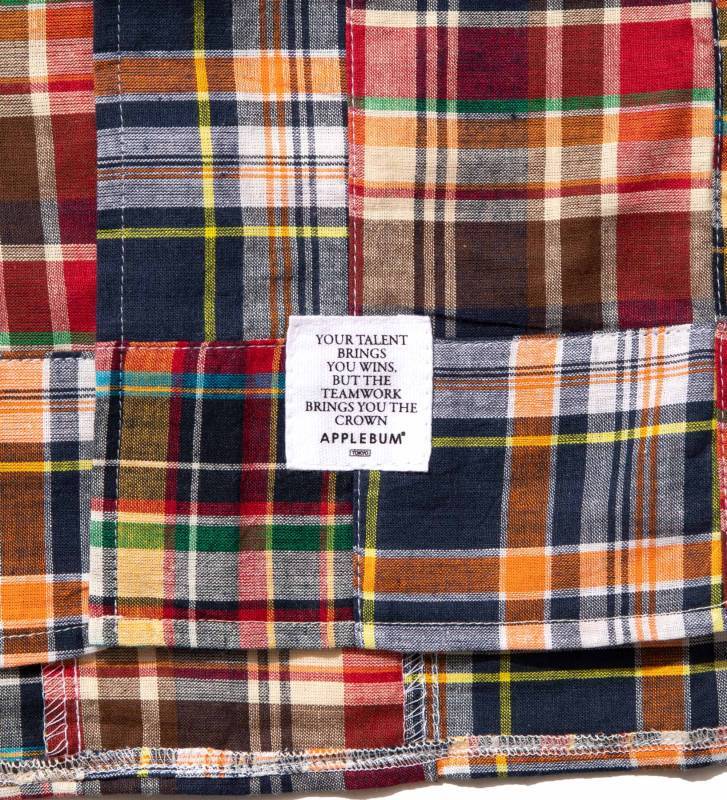 YOUR TALENT
BRINGS
YOU WINS,
BUT THE
TEAMWORK
BRINGS YOU THE
CROWN
APPLEBUM®
TOKYO